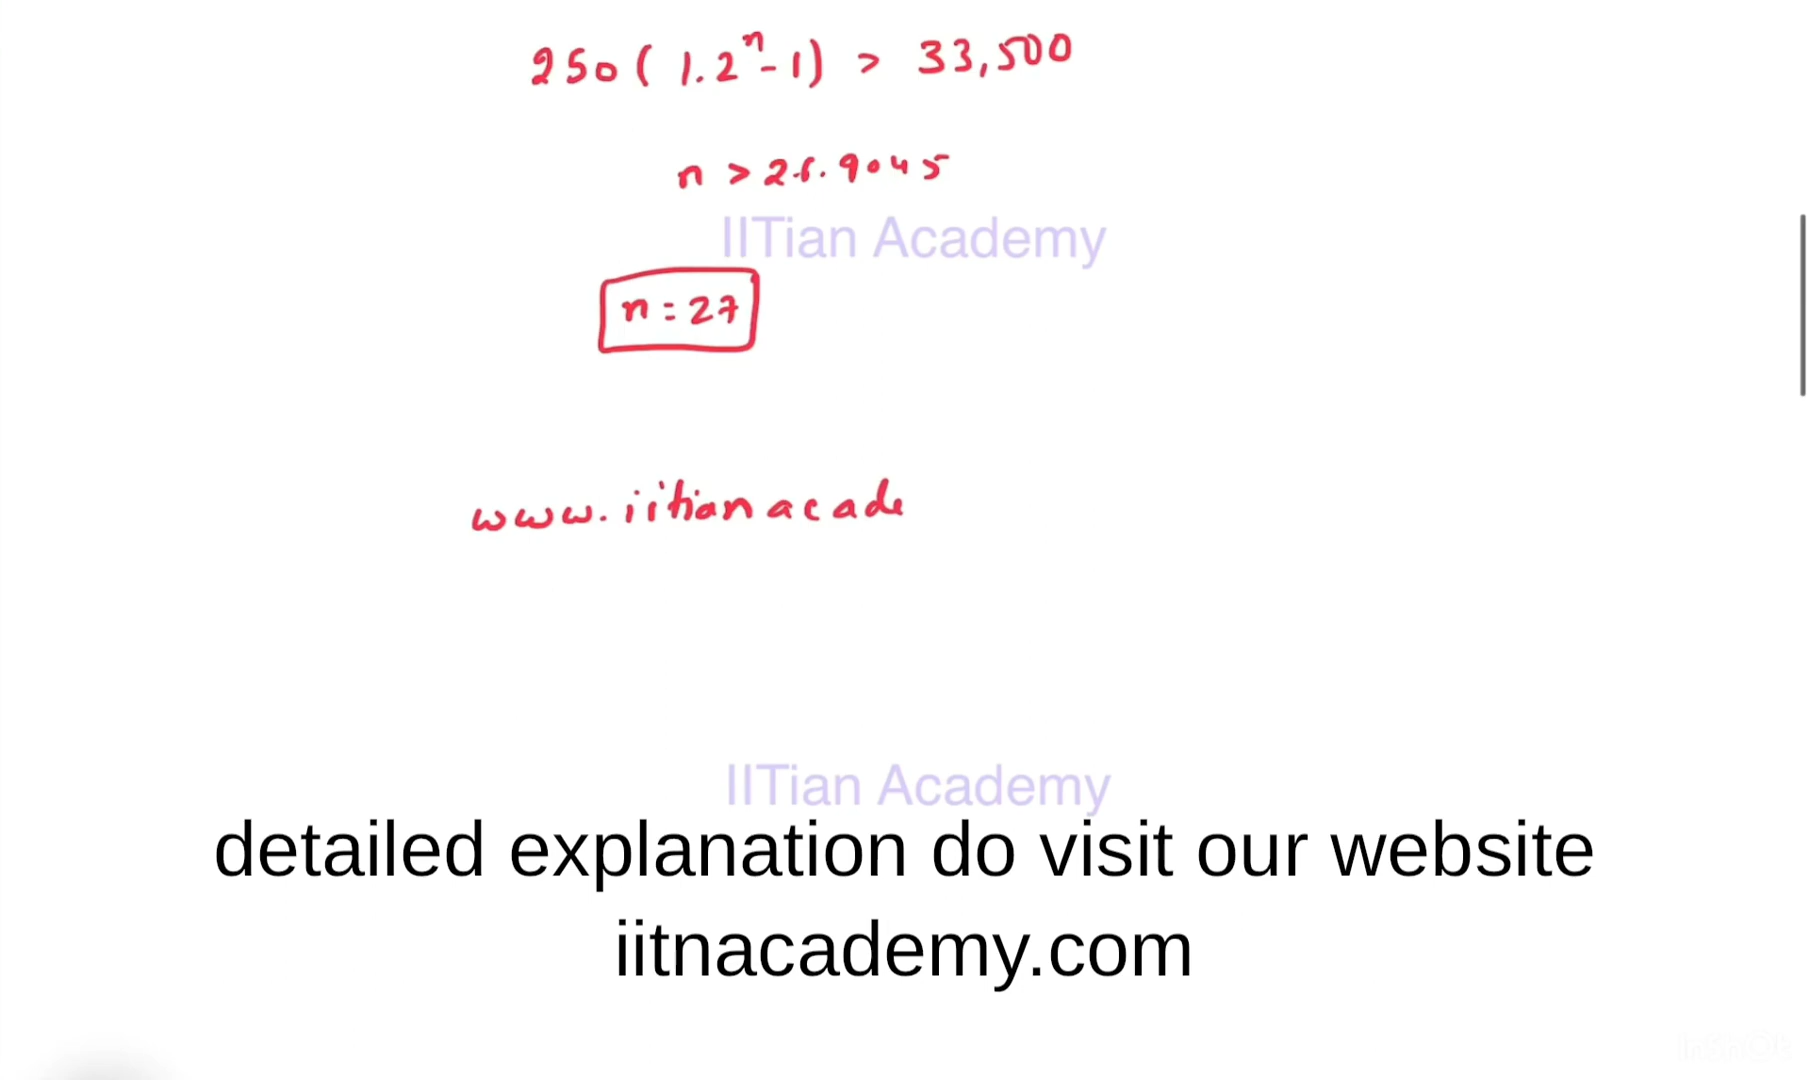 250 ( 1.2ⁿ - 1) > 33,500
n > 26.9045
IITian Academy
n = 27
www.iitianacade
IITian Academy
detailed explanation do visit our website
iitnacademy.com